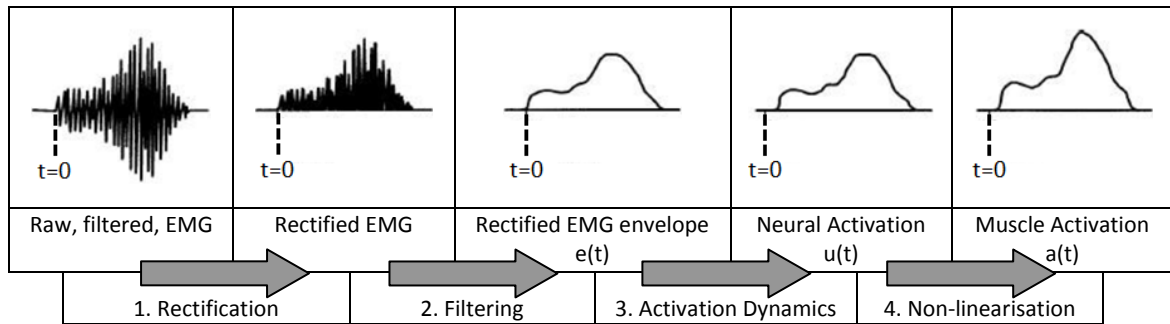 t=0
t=0
t=0
t=0
t=0
Raw, filtered, EMG
Rectified EMG
Rectified EMG envelope
e(t)
Neural Activation
u(t)
Muscle Activation
a(t)
1. Rectification
2. Filtering
3. Activation Dynamics
4. Non-linearisation